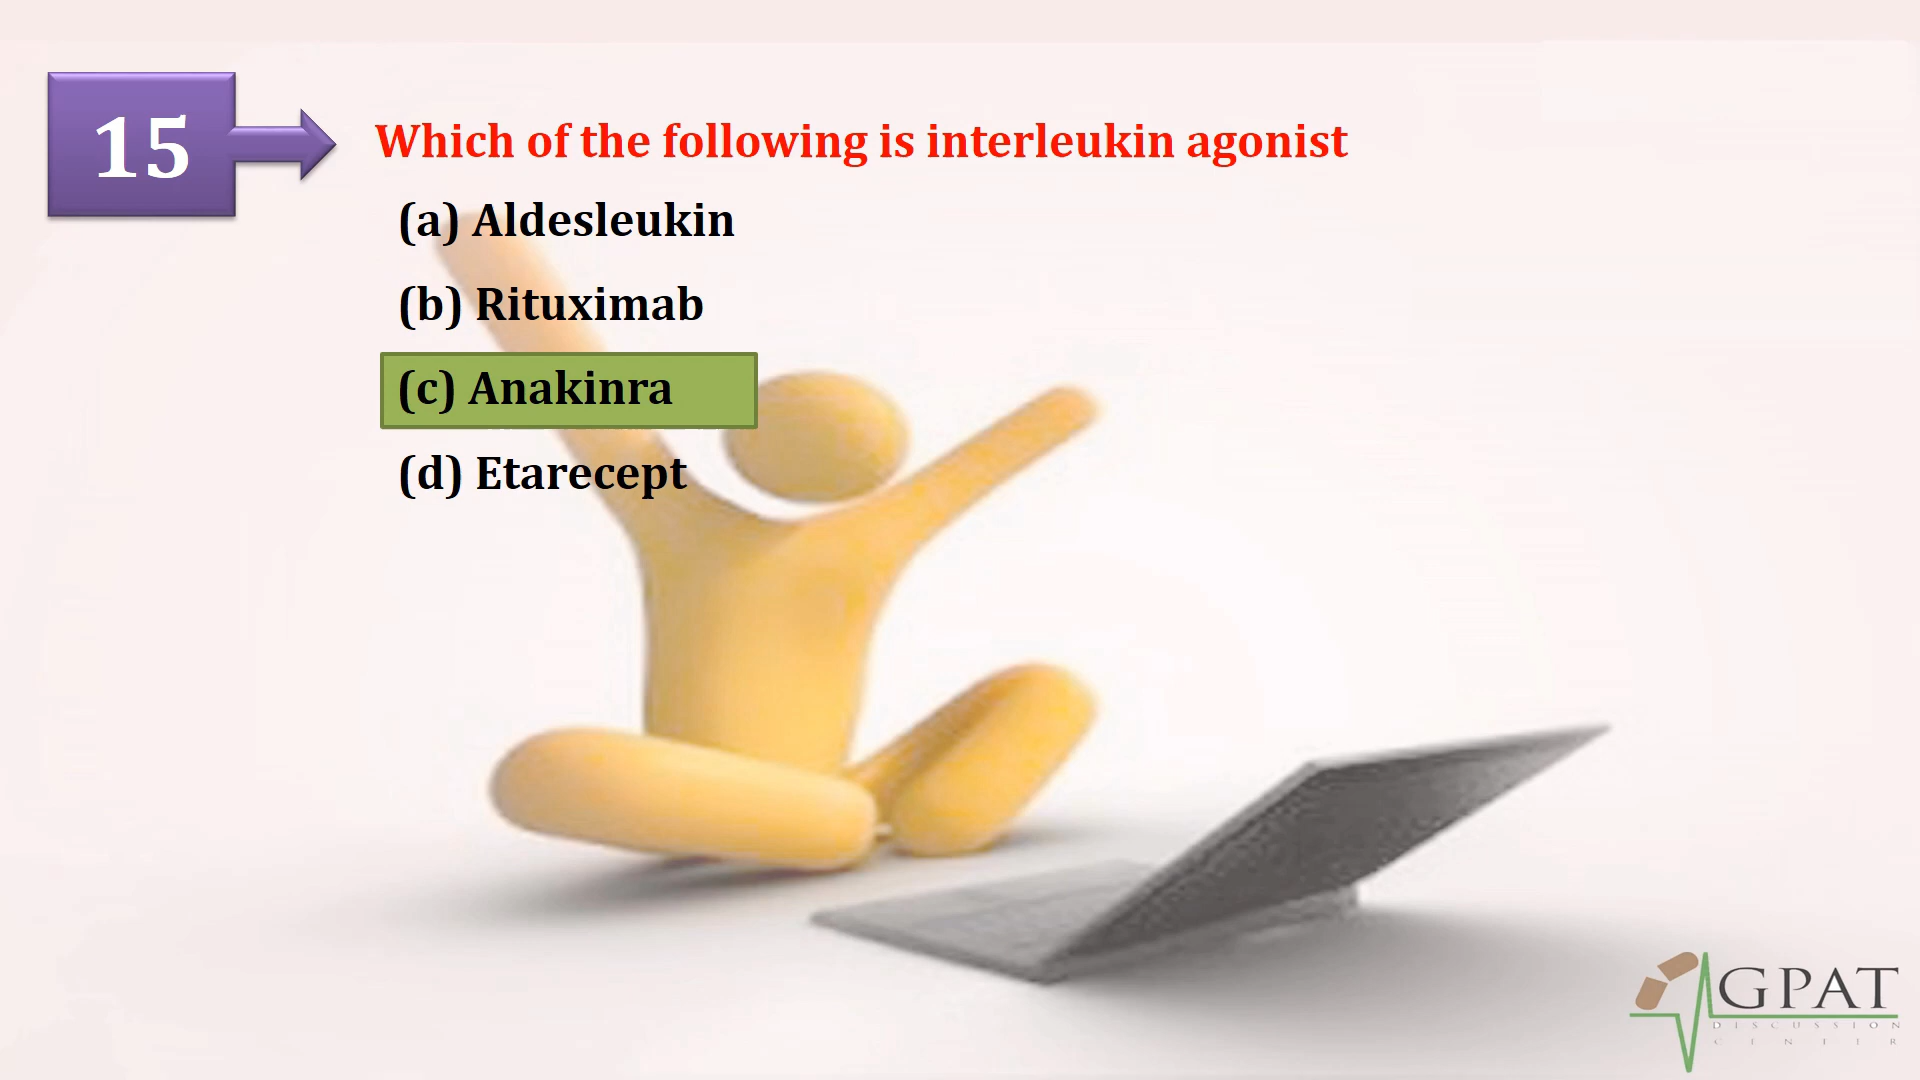 15
Which of the following is interleukin agonist
(a) Aldesleukin
(b) Rituximab
(c) Anakinra
(d) Etarecept
GPAT
DISCUSSION
CENTER